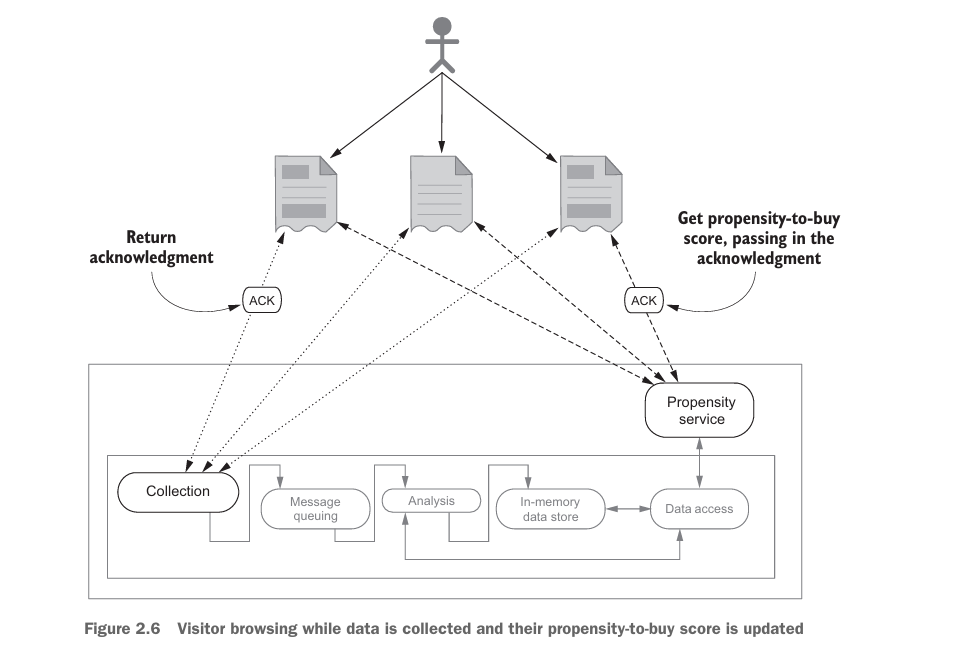 Return
acknowledgment
Get propensity-to-buy
score, passing in the
acknowledgment
ACK
ACK
Propensity
service
Collection
Message
queuing
Analysis
In-memory
data store
Data access
Figure 2.6 Visitor browsing while data is collected and their propensity-to-buy score is updated